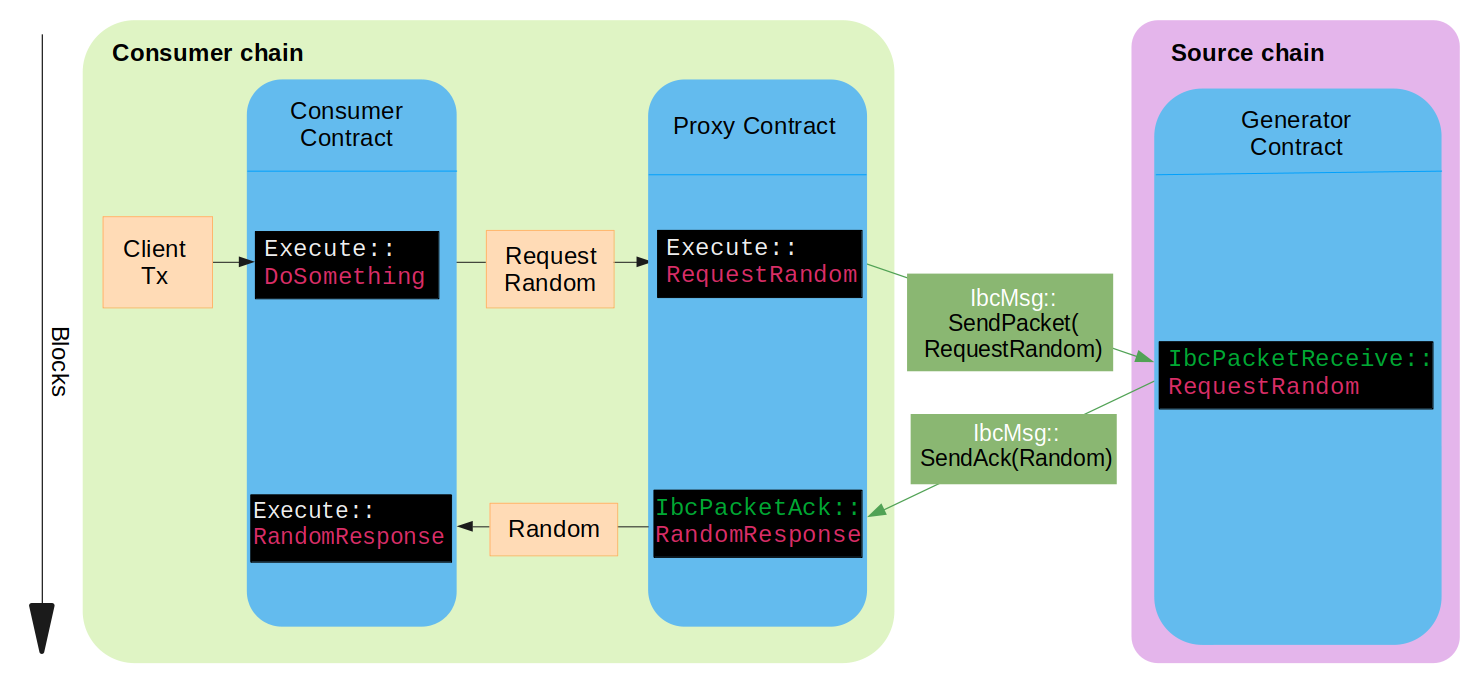 Consumer chain
Source chain
Consumer
Contract
Proxy Contract
Generator
Contract
Client
Tx
Execute::
DoSomething
Request
Random
Execute::
RequestRandom
IbcMsg::
SendPacket(
RequestRandom)
IbcPacketReceive::
RequestRandom
Blocks
IbcMsg::
SendAck(Random)
IbcPacketAck::
RandomResponse
Random
Execute::
RandomResponse